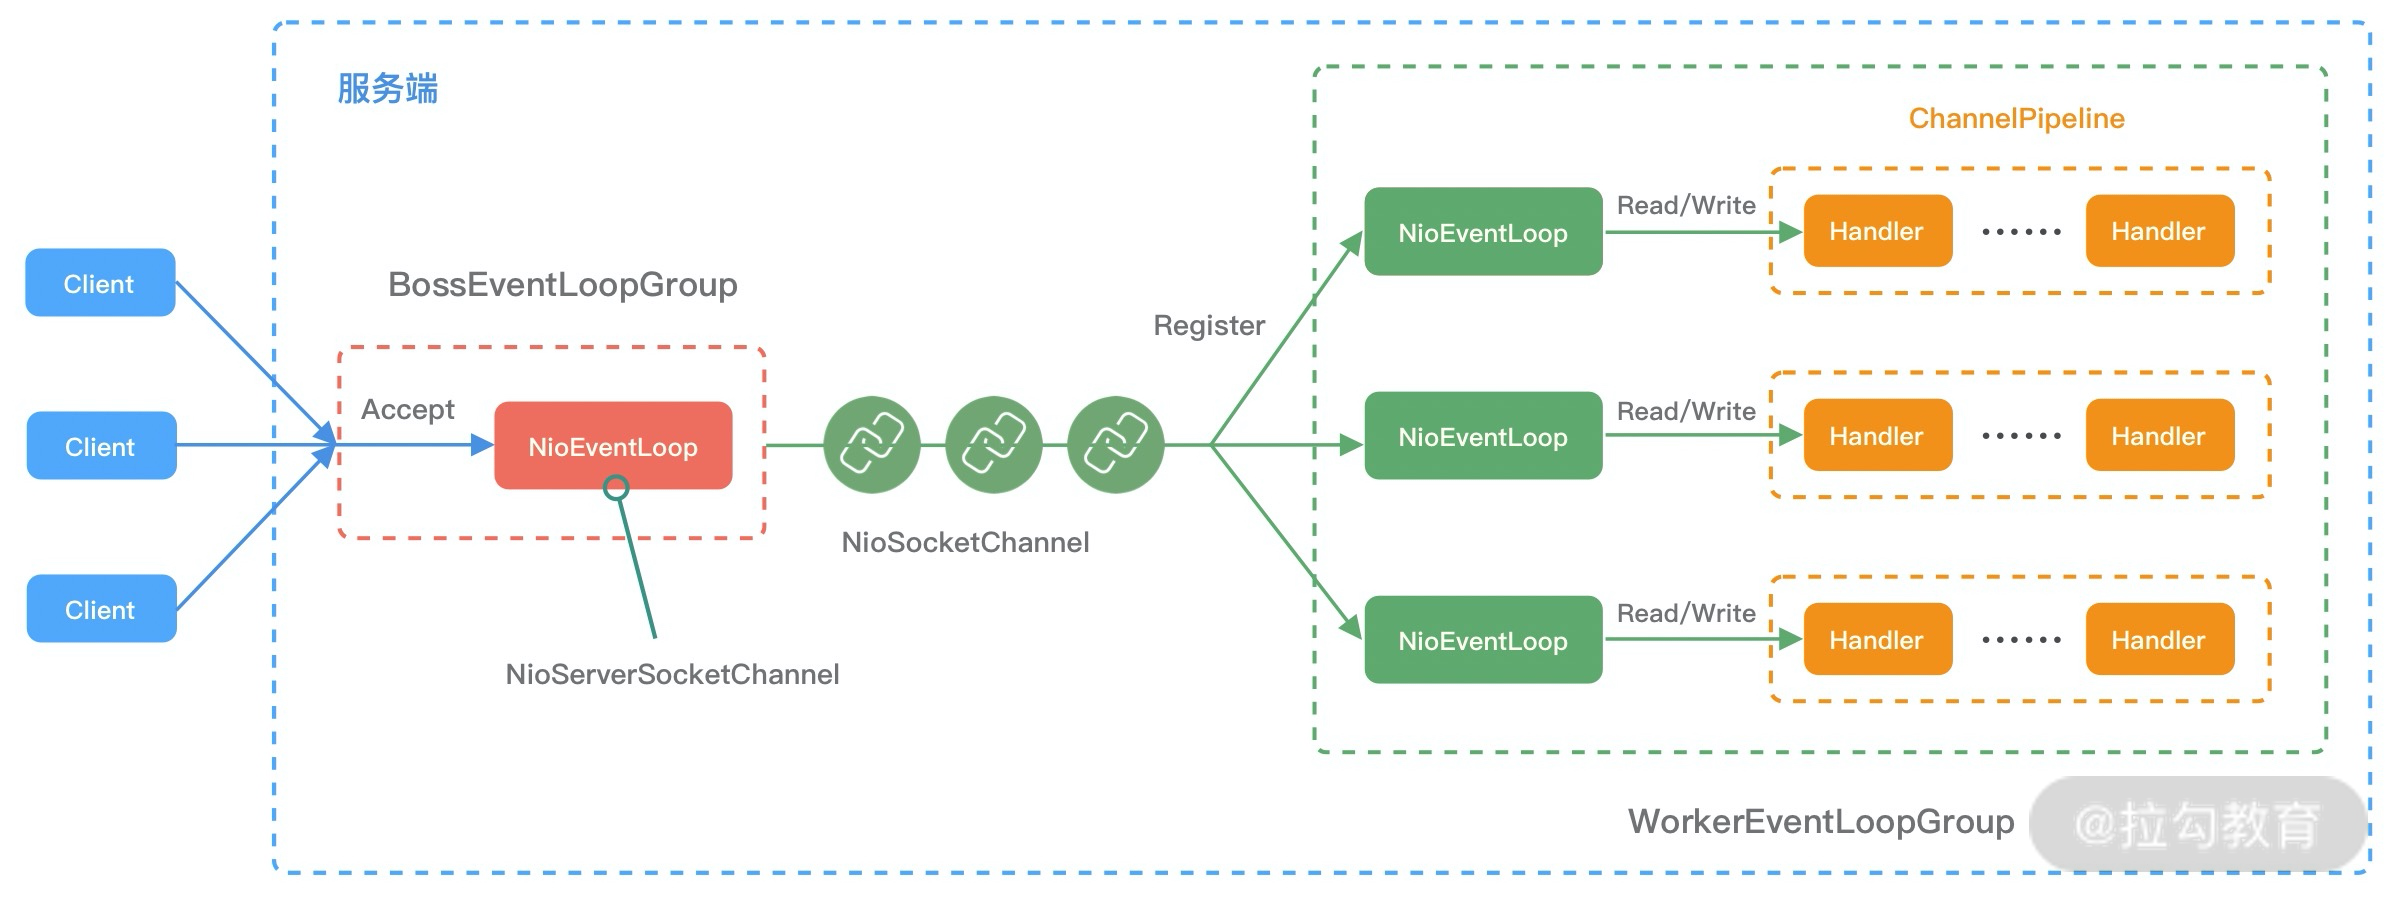 服务端
ChannelPipeline
NioEventLoop
Read/Write
Handler
······
Handler
Client
BossEventLoopGroup
Register
Accept
Client
NioEventLoop
NioEventLoop
Read/Write
Handler
······
Handler
NioSocketChannel
Client
NioServerSocketChannel
NioEventLoop
Read/Write
Handler
······
Handler
WorkerEventLoopGroup
@拉勾教育